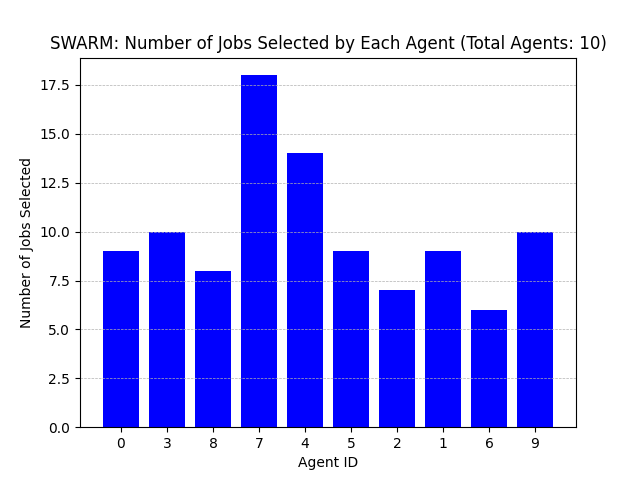 SWARM: Number of Jobs Selected by Each Agent (Total Agents: 10)
Number of Jobs Selected
17.5
15.0
12.5
10.0
7.5
5.0
2.5
0.0
0 3 8 7 4 5 2 1 6 9
Agent ID